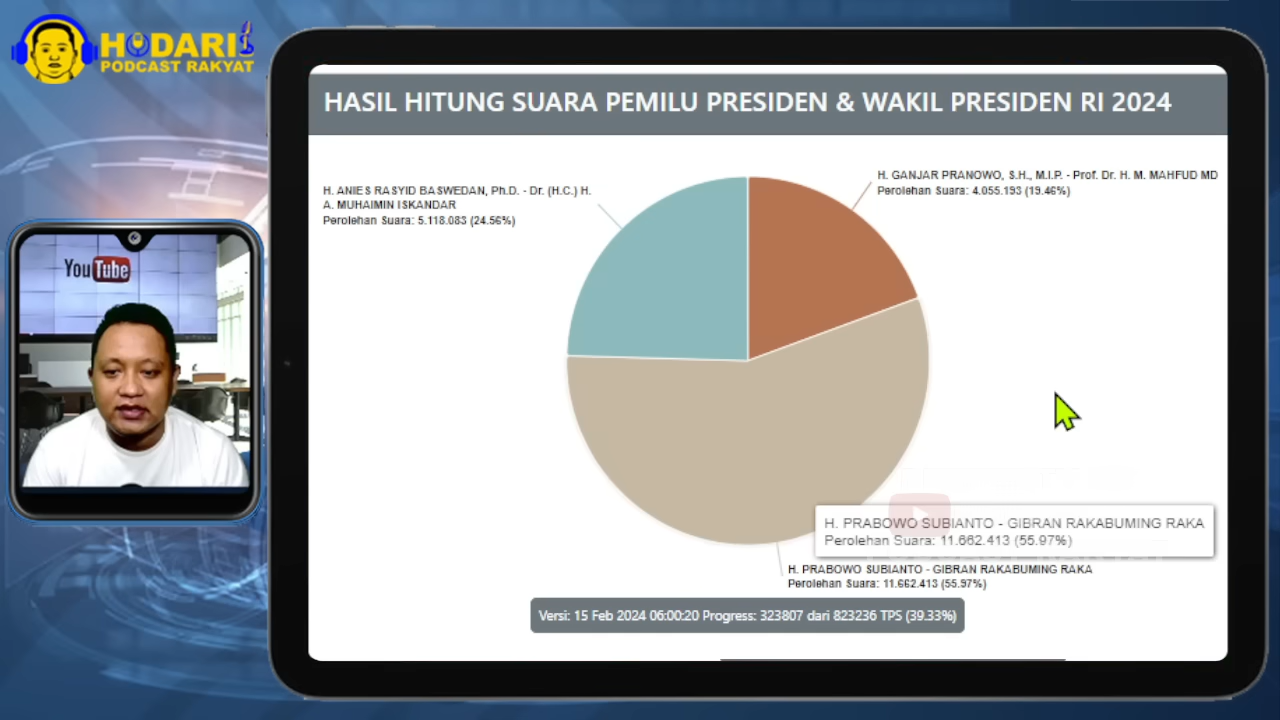 HODARI
PODCAST RAKYAT
HASIL HITUNG SUARA PEMILU PRESIDEN & WAKIL PRESIDEN RI 2024
H. ANIES RASYID BASWEDAN, Ph.D. - Dr. (H.C.) H.
A. MUHAIMIN ISKANDAR
Perolehan Suara: 5.118.083 (24.56%)
H. GANJAR PRANOWO, S.H., M.I.P. - Prof. Dr. H. M. MAHFUD MD
Perolehan Suara: 4.055.193 (19.46%)
YouTube
H. PRABOWO SUBIANTO - GIBRAN RAKABUMING RAKA
Perolehan Suara: 11.662.413 (55.97%)
H. PRABOWO SUBIANTO - GIBRAN RAKABUMING RAKA
Perolehan Suara: 11.662.413 (55.97%)
Versi: 15 Feb 2024 06:00:20 Progress: 323807 dari 823236 TPS (39.33%)